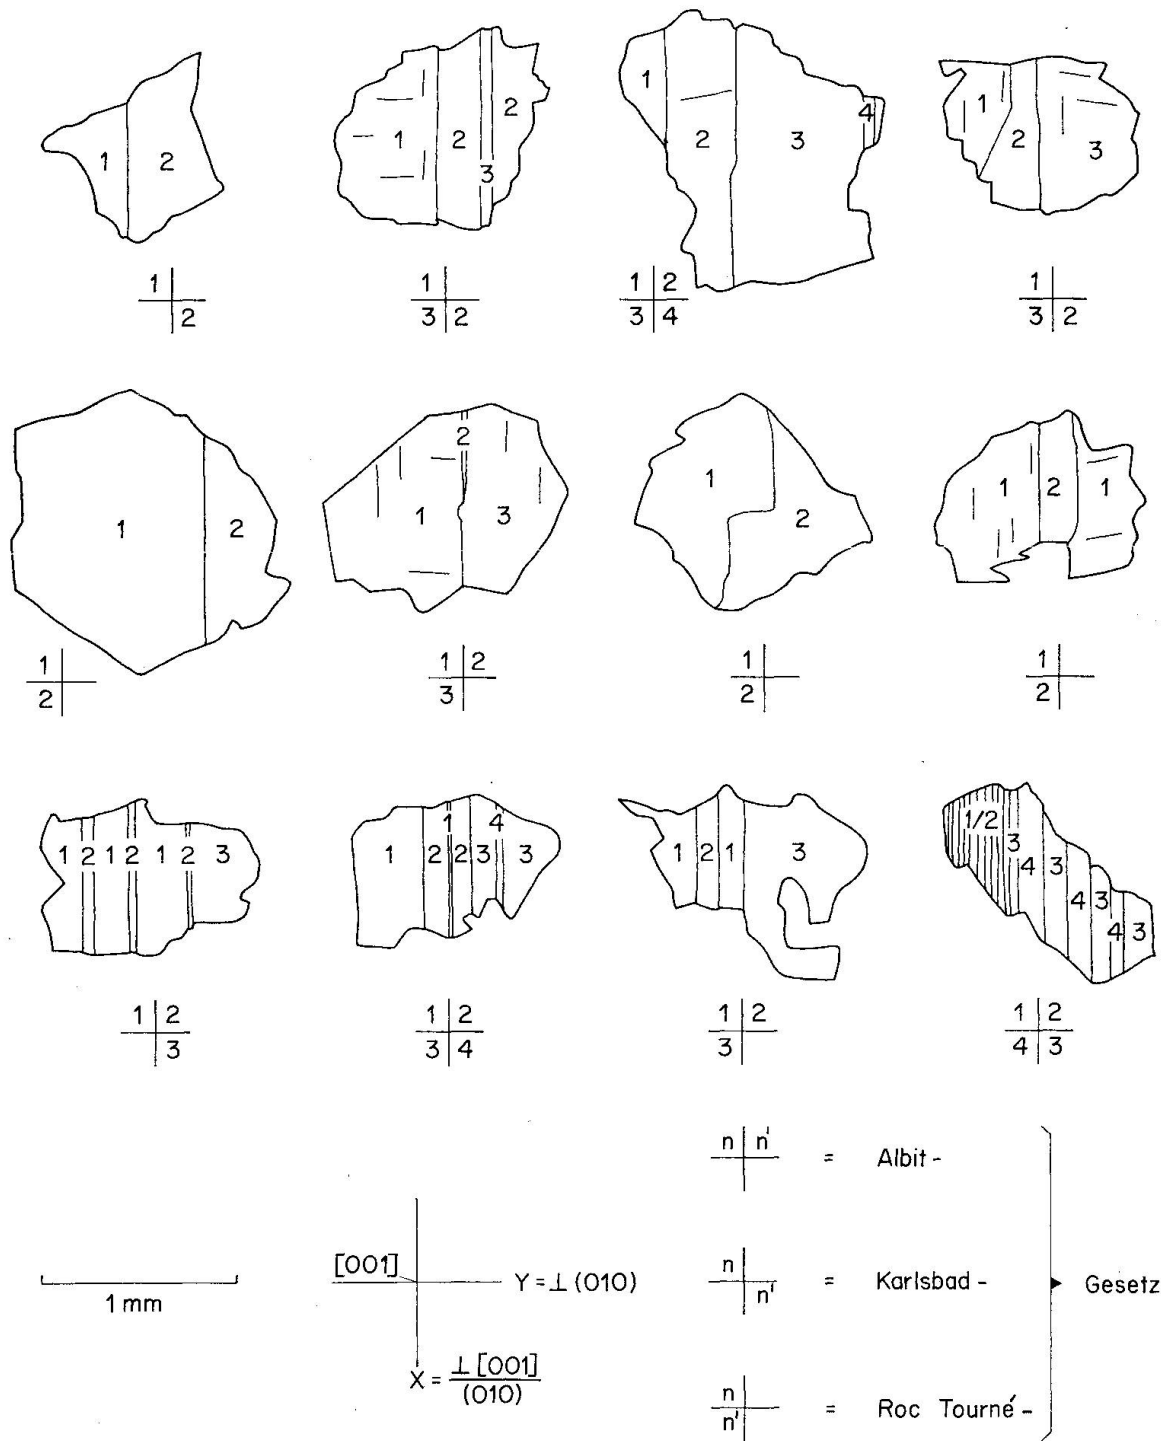 1 2
1 2 3 2
1 2 3 4
1 2 3
1
2
1
3 2
1 2
3 4
1
3 2
1 2
1 2 3
1 2
1 2 1
1
2
1 2
3
1
2
1
2
1 2 1 2 1 2 3
1 2 1 2 3 4 3
1 2 1 3
1/2 3 4 3 4 3 4 3
1 2
3
1 2
3 4
1 2
3
1 2
4 3
n n' = Albit -
[001]
Y = ⊥ (010)
1 mm
n
n' = Karlsbad -
Gesetz
X = ⊥ [001]
(010)
n
n' = Roc Tourné -